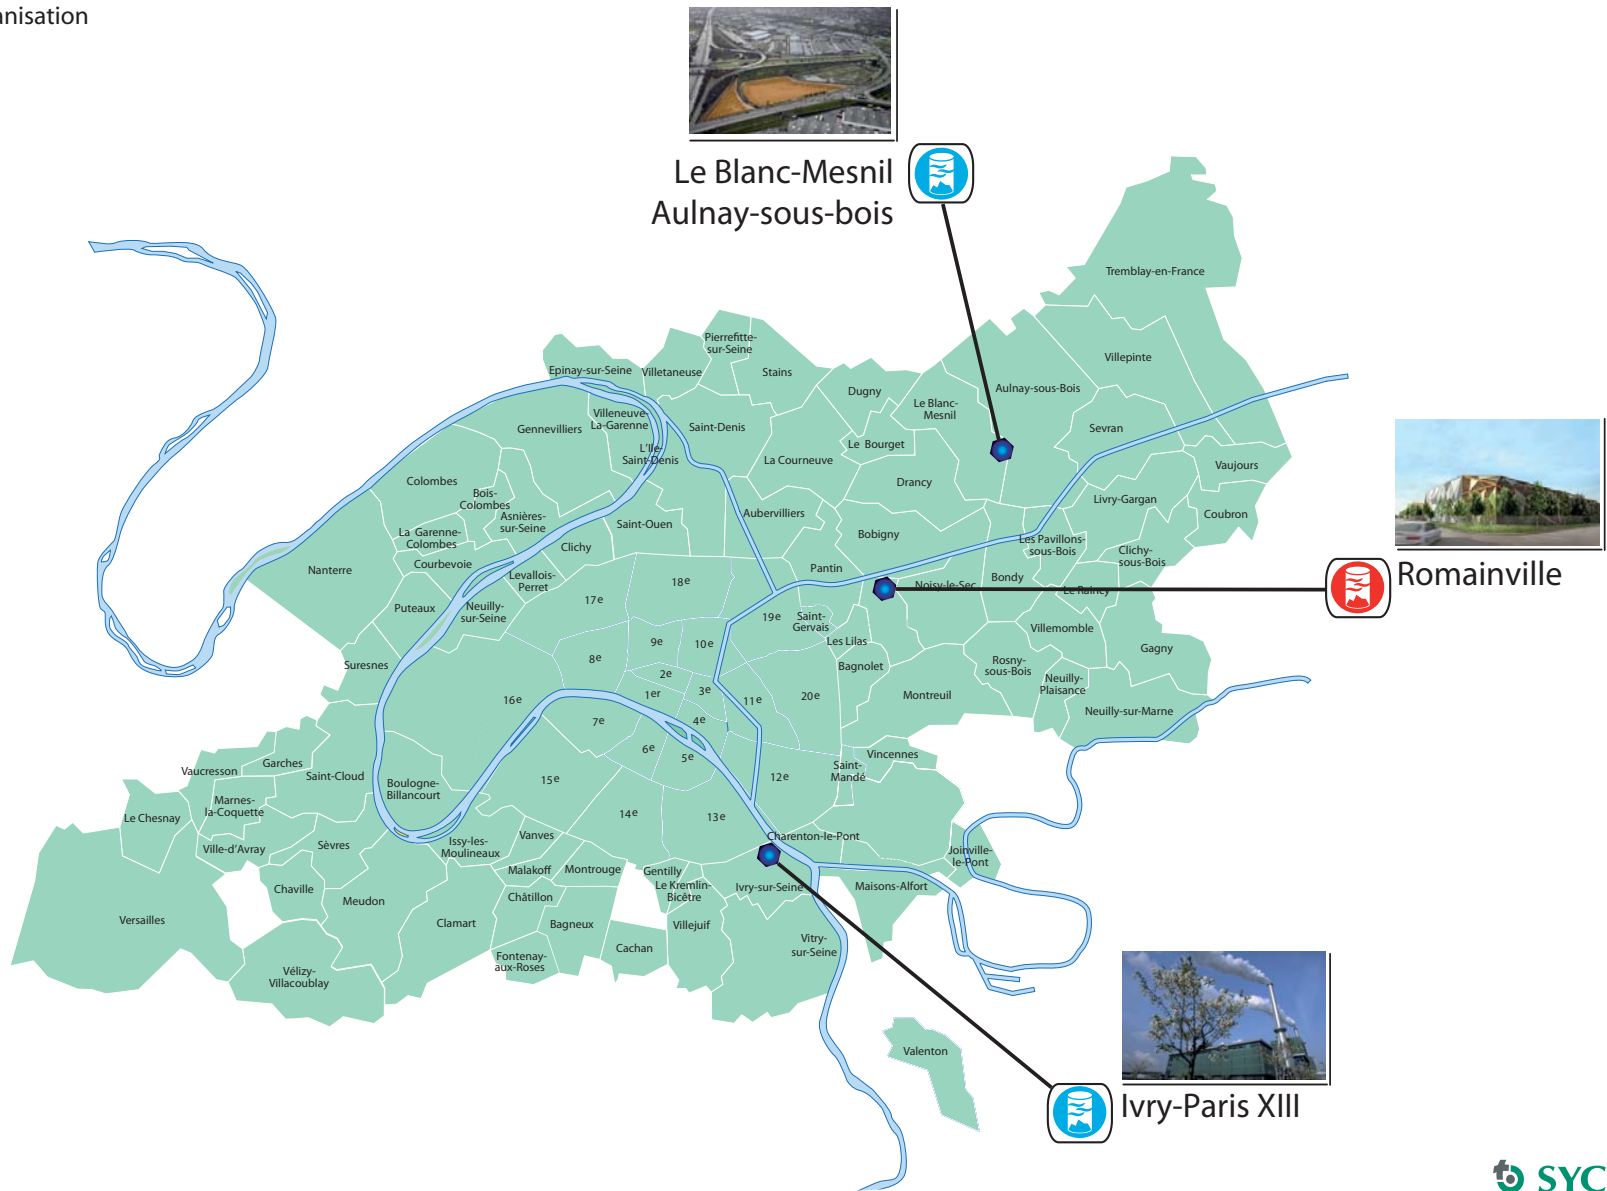 anisation
Le Blanc-Mesnil
Aulnay-sous-bois
Tremblay-en-France
Pierrefitte-
sur-Seine
Villepinte
Epinay-sur-Seine
Villetaneuse
Stains
Dugny
Aulnay-sous-Bois
Le Blanc-
Mesnil
Villeneuve-
La-Garenne
Gennevilliers
Saint-Denis
Sevran
Le Bourget
L'Ile-
Saint-Denis
La Courneuve
Vaujours
Colombes
Drancy
Bois-
Colombes
Livry-Gargan
Aubervilliers
Coubron
Asnières-
sur-Seine
Saint-Ouen
La Garenne-
Colombes
Bobigny
Les Pavillons-
sous-Bois
Clichy
Clichy-
sous-Bois
Courbevoie
Nanterre
Pantin
Levallois-
Perret
18e
Noisy-le-Sec
Bondy
Le Raincy
Romainville
17e
Puteaux
Neuilly-
sur-Seine
19e
Saint-
Gervais
Villemomble
9e
10e
Les Lilas
Gagny
8e
Suresnes
Bagnolet
Rosny-
sous-Bois
2e
Neuilly-
Plaisance
1er
3e
16e
11e
20e
Montreuil
Neuilly-sur-Marne
7e
4e
6e
5e
Vincennes
Garches
Vaucresson
Saint-Cloud
Saint-
Mandé
15e
12e
Boulogne-
Billancourt
Marnes-
la-Coquette
Le Chesnay
14e
13e
Charenton-le-Pont
Vanves
Issy-les-
Moulineaux
Sèvres
Ville-d'Avray
Joinville-
le-Pont
Malakoff
Montrouge
Gentilly
Le Kremlin-
Bicêtre
Ivry-sur-Seine
Maisons-Alfort
Chaville
Meudon
Châtillon
Versailles
Clamart
Bagneux
Villejuif
Vitry-
sur-Seine
Cachan
Fontenay-
aux-Roses
Vélizy-
Villacoublay
Valenton
Ivry-Paris XIII
SYC